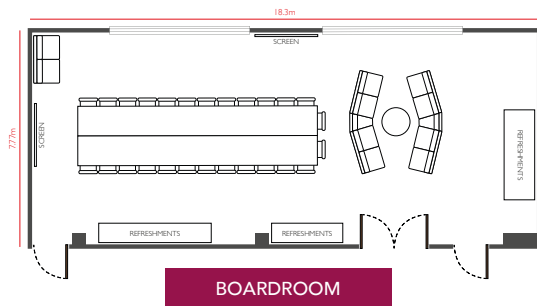 18.3m
SCREEN
7.77m
SCREEN
REFRESHMENTS
REFRESHMENTS
REFRESHMENTS
BOARDROOM